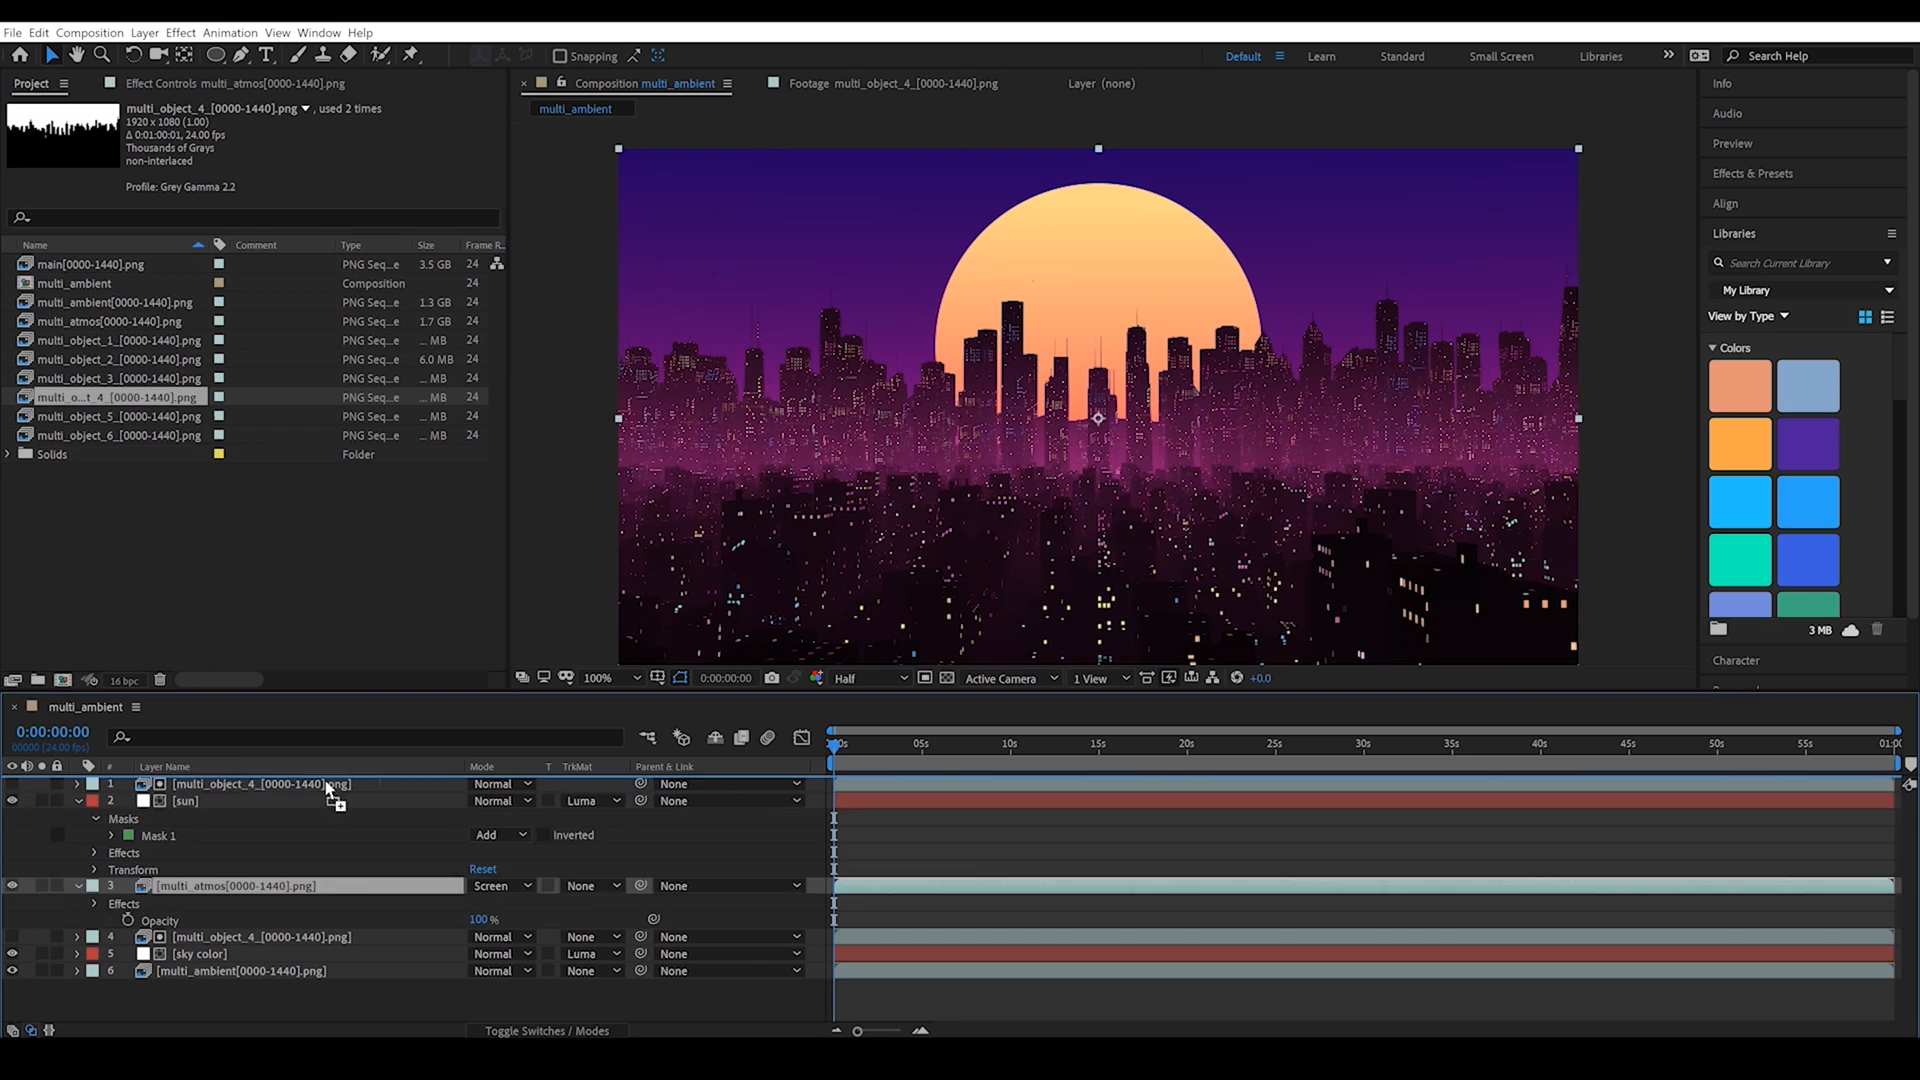 File Edit Composition Layer Effect Animation View Window Help
Snapping
Default
Learn
Standard
Small Screen
Libraries
Search Help
Project
Effect Controls multi_atmos[0000-1440].png
multi_object_4_[0000-1440].png , used 2 times
1920 x 1080 (1.00)
Δ 0:01:00:01, 24.00 fps
Thousands of Grays
non-interlaced
Profile: Grey Gamma 2.2
Name Comment Type Size Frame R...
main[0000-1440].png PNG Seq...e 3.5 GB 24
multi_ambient Composition 24
multi_ambient[0000-1440].png PNG Seq...e 1.3 GB 24
multi_atmos[0000-1440].png PNG Seq...e 1.7 GB 24
multi_object_1_[0000-1440].png PNG Seq...e ... MB 24
multi_object_2_[0000-1440].png PNG Seq...e 6.0 MB 24
multi_object_3_[0000-1440].png PNG Seq...e ... MB 24
multi_o...t_4_[0000-1440].png PNG Seq...e ... MB 24
multi_object_5_[0000-1440].png PNG Seq...e ... MB 24
multi_object_6_[0000-1440].png PNG Seq...e ... MB 24
Solids Folder
16 bpc
Composition multi_ambient
Footage multi_object_4_[0000-1440].png
Layer (none)
multi_ambient
100%
0:00:00:00
Half
Active Camera
1 View
+0.0
Info
Audio
Preview
Effects & Presets
Align
Libraries
Search Current Library
My Library
View by Type
Colors
3 MB
Character
multi_ambient
0:00:00:00
00000 (24.00 fps)
# Layer Name Mode T TrkMat Parent & Link
1 [multi_object_4_[0000-1440].png] Normal None
2 [sun] Normal Luma None
Masks
Mask 1 Add Inverted
Effects
Transform Reset
3 [multi_atmos[0000-1440].png] Screen None None
Effects
Opacity 100 %
4 [multi_object_4_[0000-1440].png] Normal None None
5 [sky color] Normal Luma None
6 [multi_ambient[0000-1440].png] Normal None None
05s 10s 15s 20s 25s 30s 35s 40s 45s 50s 55s 01:0
Toggle Switches / Modes